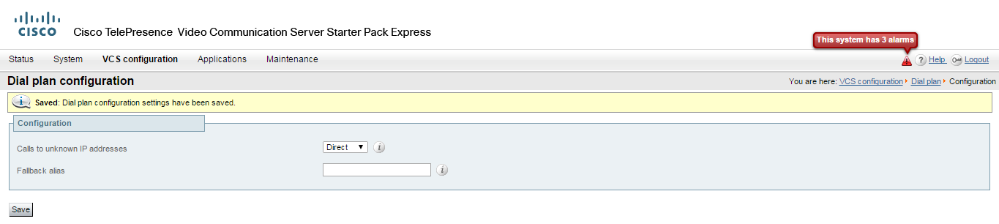 CISCO
Cisco TelePresence Video Communication Server Starter Pack Express
This system has 3 alarms
Status System VCS configuration Applications Maintenance Help Logout
Dial plan configuration You are here: VCS configuration Dial plan Configuration
Saved: Dial plan configuration settings have been saved.
Configuration
Calls to unknown IP addresses Direct
Fallback alias
Save